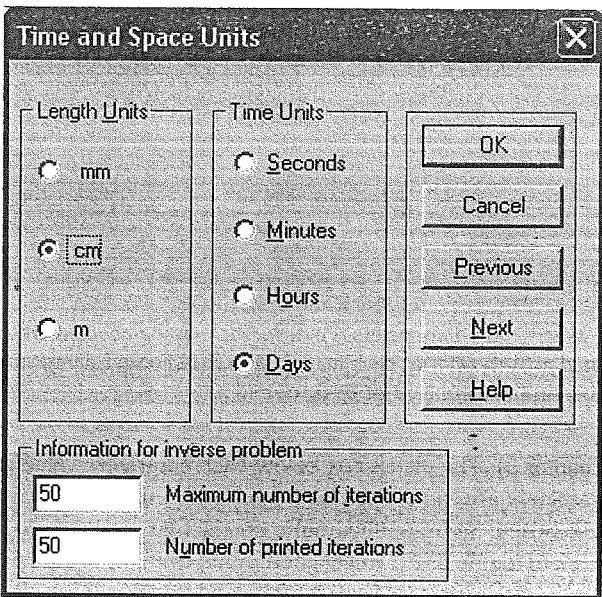 Time and Space Units
Length Units
mm
cm
m
Time Units
Seconds
Minutes
Hours
Days
OK
Cancel
Previous
Next
Help
Information for inverse problem
50 Maximum number of iterations
50 Number of printed iterations